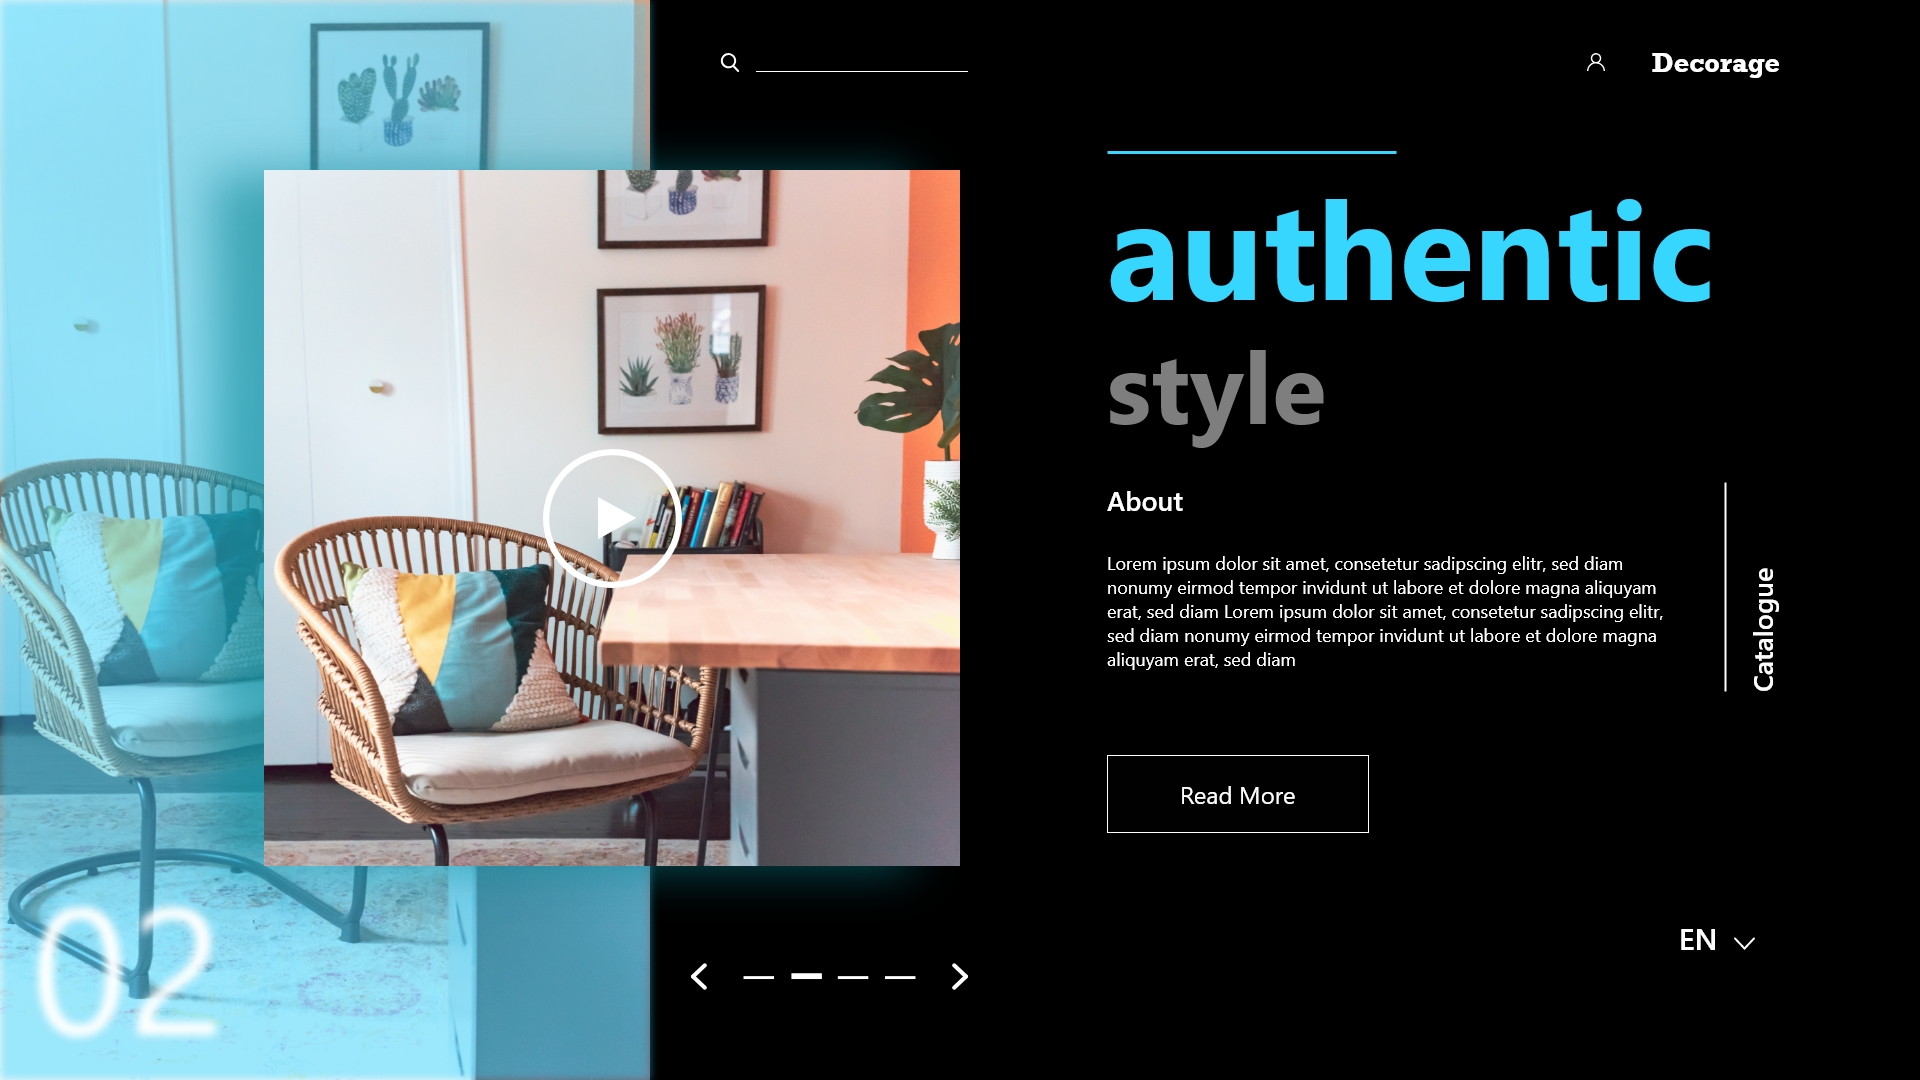 Decorage
authentic
style
About
Lorem ipsum dolor sit amet, consetetur sadipscing elitr, sed diam
nonumy eirmod tempor invidunt ut labore et dolore magna aliquyam
erat, sed diam Lorem ipsum dolor sit amet, consetetur sadipscing elitr,
sed diam nonumy eirmod tempor invidunt ut labore et dolore magna
aliquyam erat, sed diam
Catalogue
Read More
EN
02